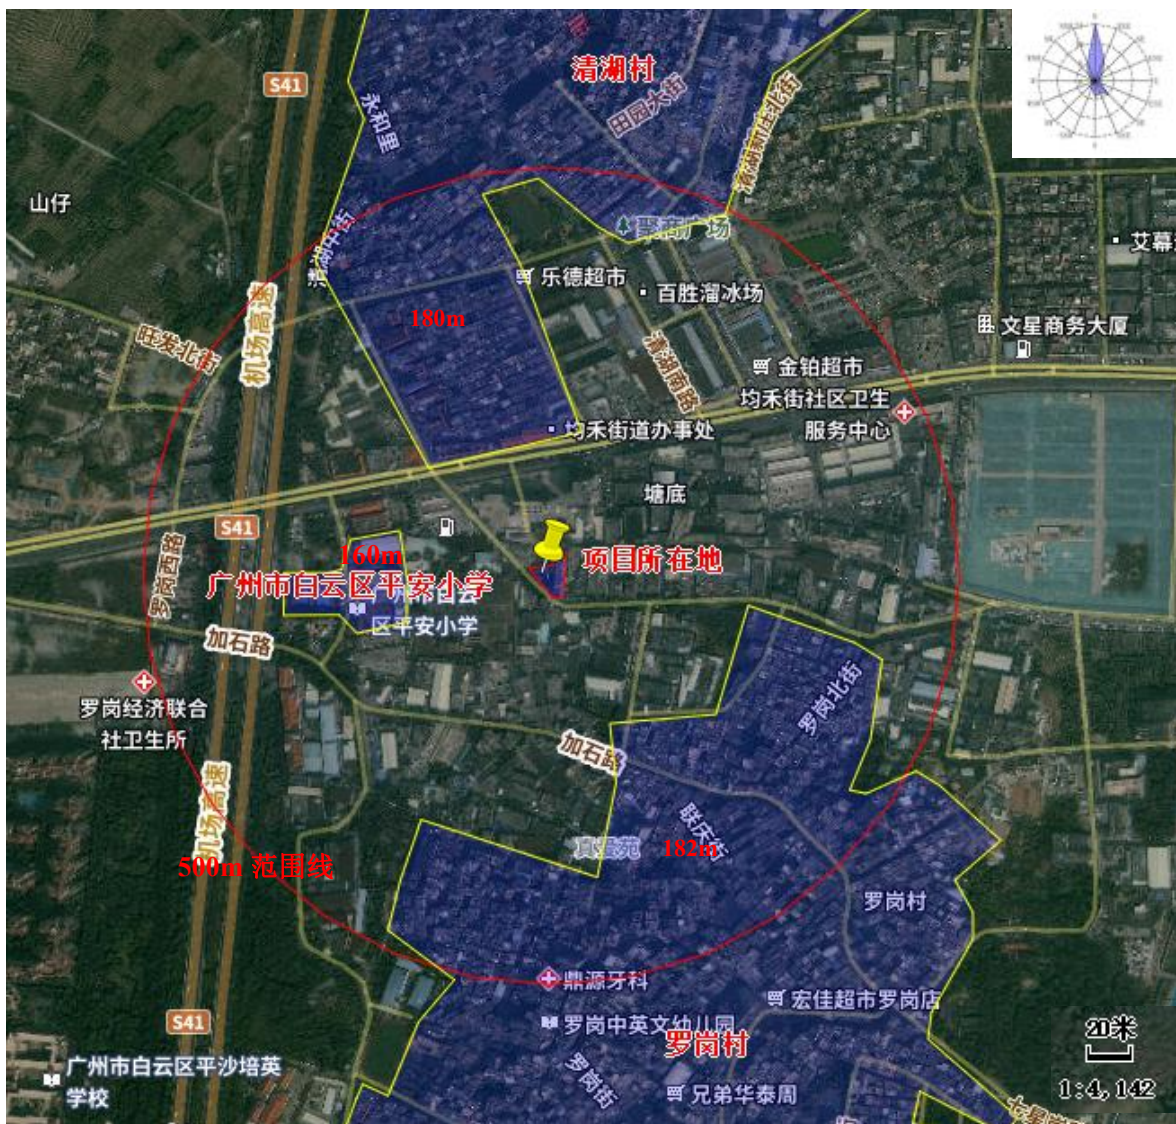 清湖村
S41
永和里
田园大街
清湖新庄北街
山仔
清湖中街
聚商广场
艾幕
乐德超市
百胜溜冰场
机场高速
180m
文星商务大厦
旺发北街
清湖南路
金铂超市
均禾街社区卫生
服务中心
均禾街道办事处
塘底
S41
160m
项目所在地
罗岗西路
广州市白云区平安小学
区平安小学
加石路
罗岗北街
罗岗经济联合
社卫生所
加石路
机场高速
联庆街
真爱苑
182m
500m 范围线
罗岗村
鼎源牙科
宏佳超市罗岗店
S41
罗岗中英文幼儿园
罗岗村
20米
广州市白云区平沙培英
学校
罗岗街
兄弟华泰周
1:4,142